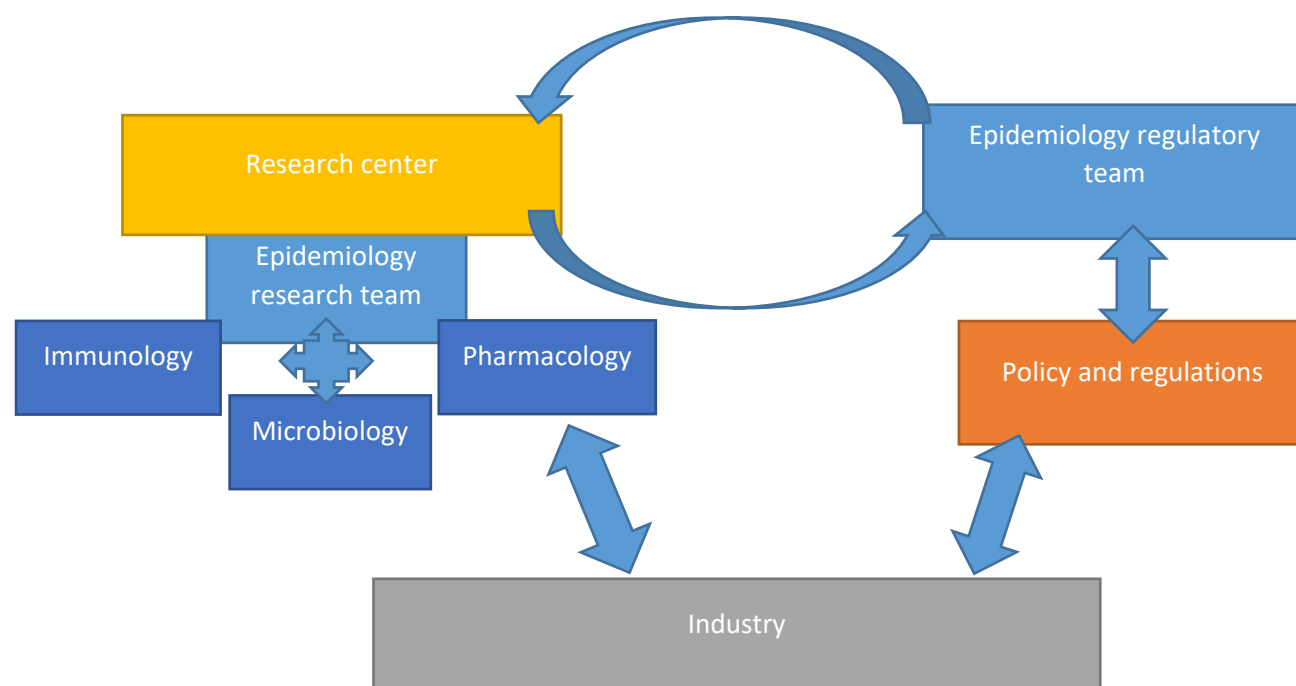 Research center
Epidemiology regulatory
team
Epidemiology
research team
Immunology
Pharmacology
Microbiology
Policy and regulations
Industry